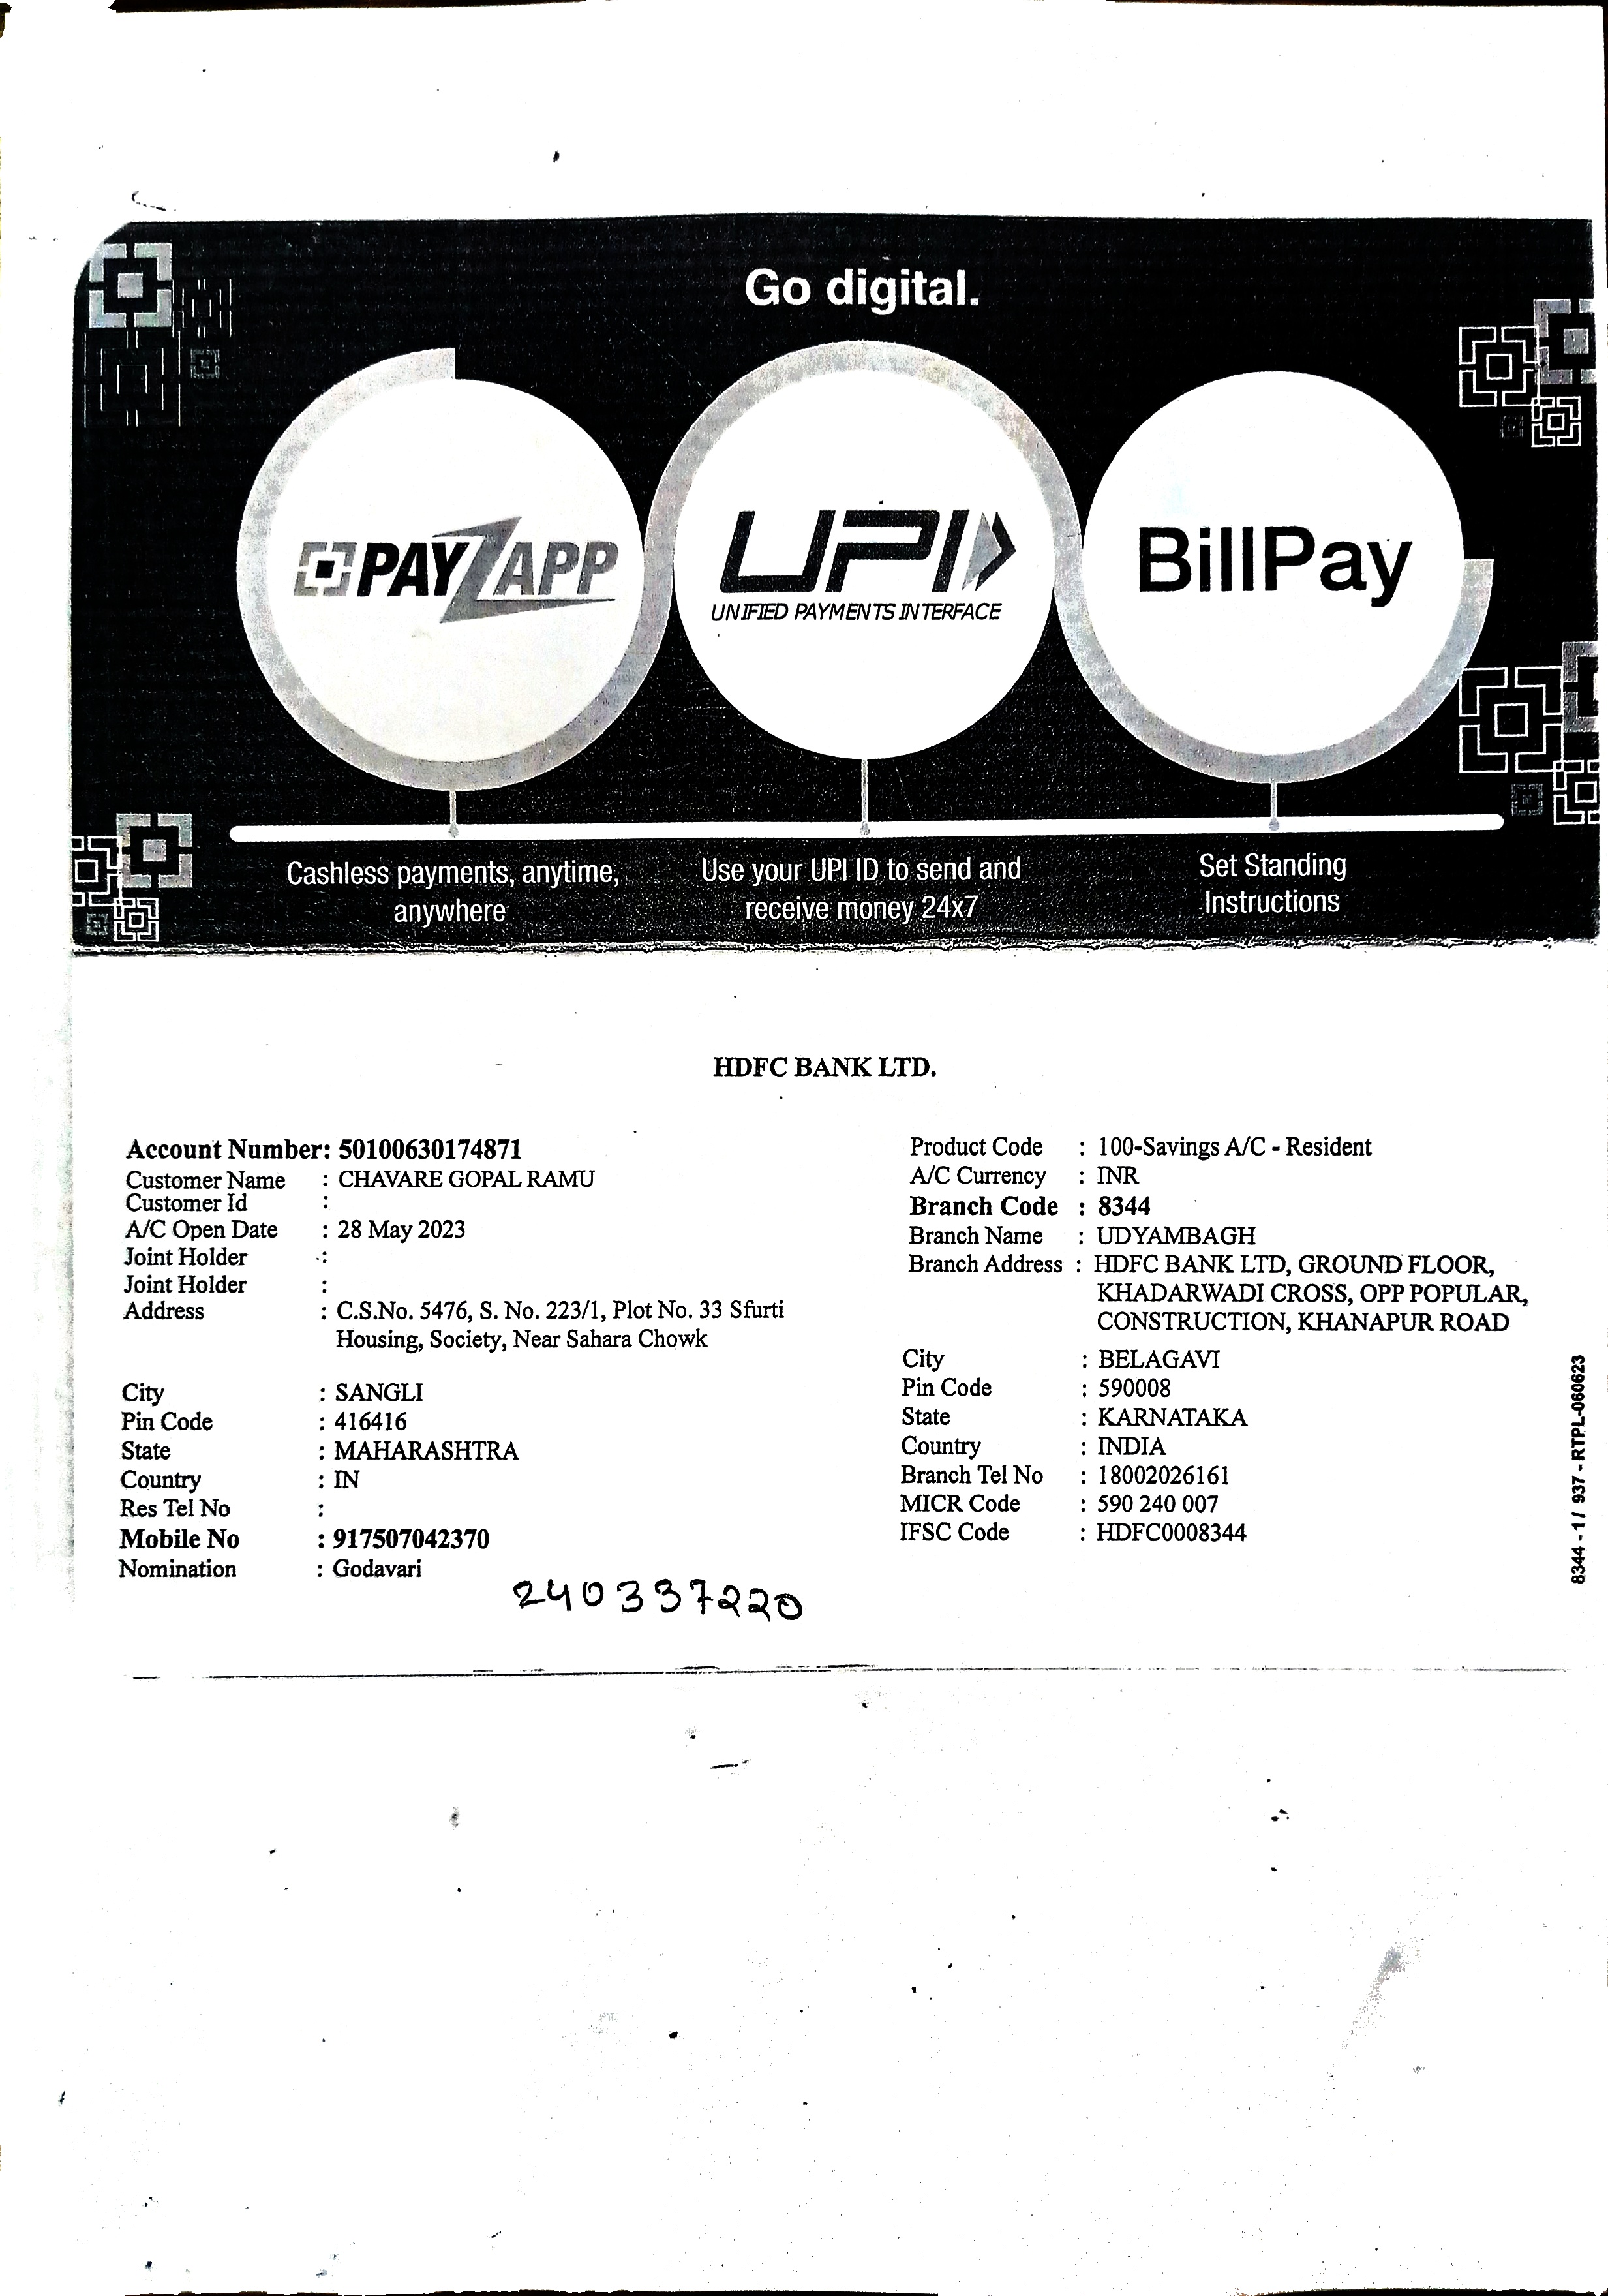 Go digital.
PAYZAPP
UPI
UNIFIED PAYMENTS INTERFACE
BillPay
Cashless payments, anytime,
anywhere
Use your UPI ID to send and
receive money 24x7
Set Standing
Instructions
HDFC BANK LTD.
Account Number: 50100630174871
Customer Name : CHAVARE GOPAL RAMU
Customer Id :
A/C Open Date : 28 May 2023
Joint Holder :
Joint Holder :
Address : C.S.No. 5476, S. No. 223/1, Plot No. 33 Sfurti
Housing, Society, Near Sahara Chowk
City : SANGLI
Pin Code : 416416
State : MAHARASHTRA
Country : IN
Res Tel No :
Mobile No : 917507042370
Nomination : Godavari
240337220
Product Code : 100-Savings A/C - Resident
A/C Currency : INR
Branch Code : 8344
Branch Name : UDYAMBAGH
Branch Address : HDFC BANK LTD, GROUND FLOOR,
KHADARWADI CROSS, OPP POPULAR,
CONSTRUCTION, KHANAPUR ROAD
City : BELAGAVI
Pin Code : 590008
State : KARNATAKA
Country : INDIA
Branch Tel No : 18002026161
MICR Code : 590 240 007
IFSC Code : HDFC0008344
8344 - 1 / 937 - RTPL-060623